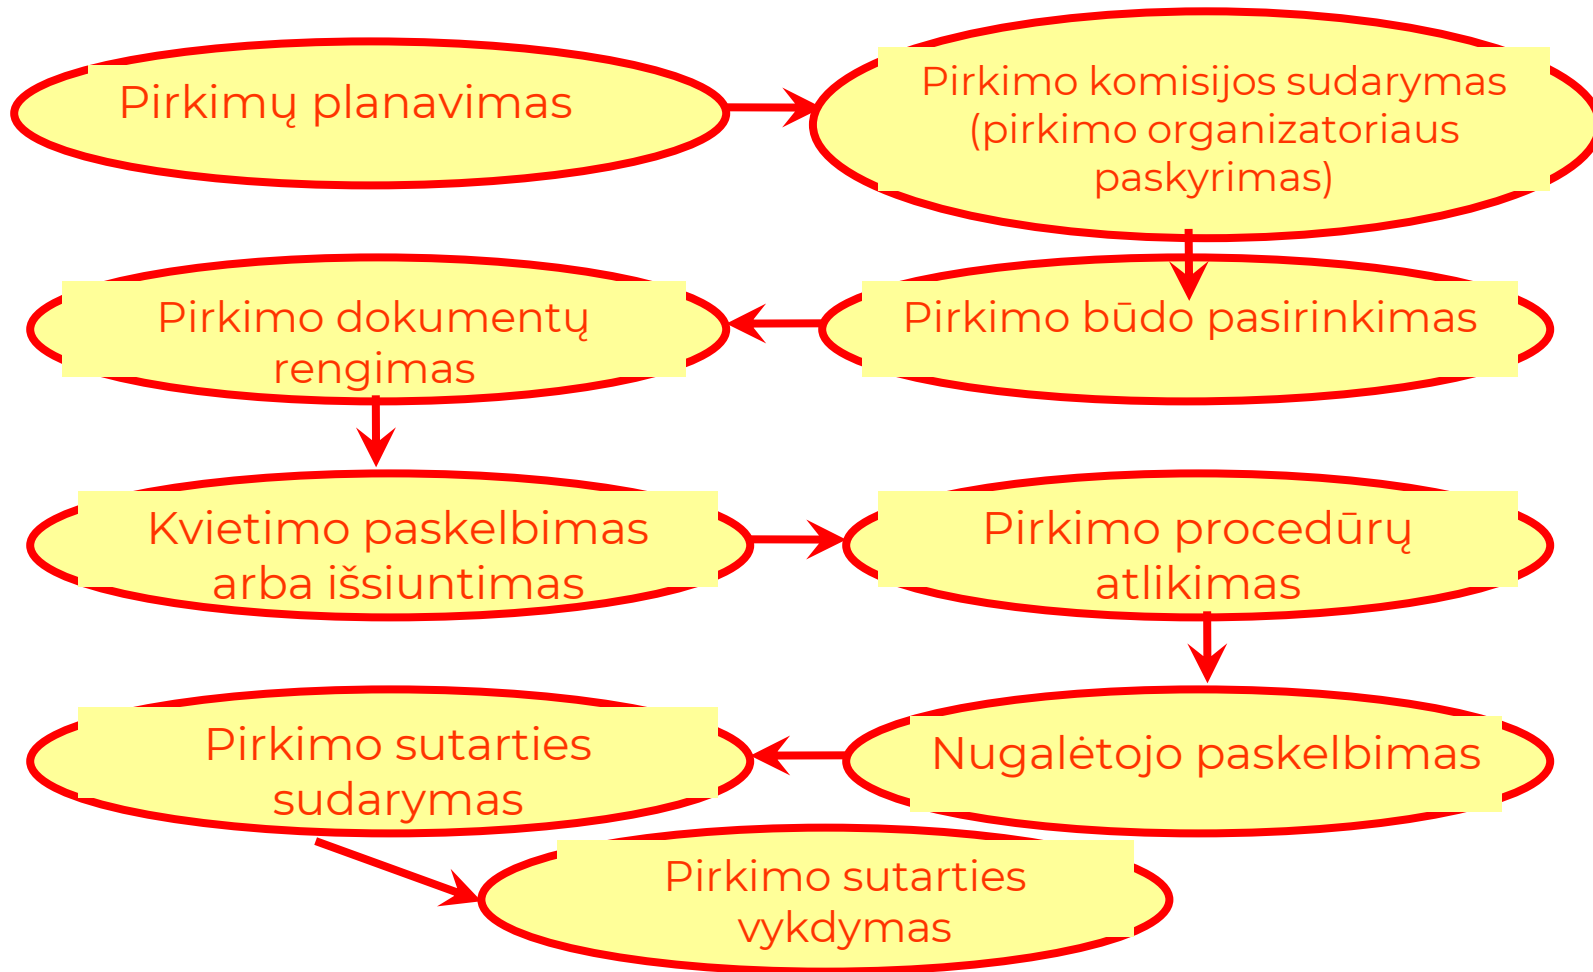 Pirkimų planavimas
Pirkimo komisijos sudarymas
(pirkimo organizatoriaus
paskyrimas)
Pirkimo būdo pasirinkimas
Pirkimo dokumentų
rengimas
Kvietimo paskelbimas
arba išsiuntimas
Pirkimo procedūrų
atlikimas
Nugalėtojo paskelbimas
Pirkimo sutarties
sudarymas
Pirkimo sutarties
vykdymas